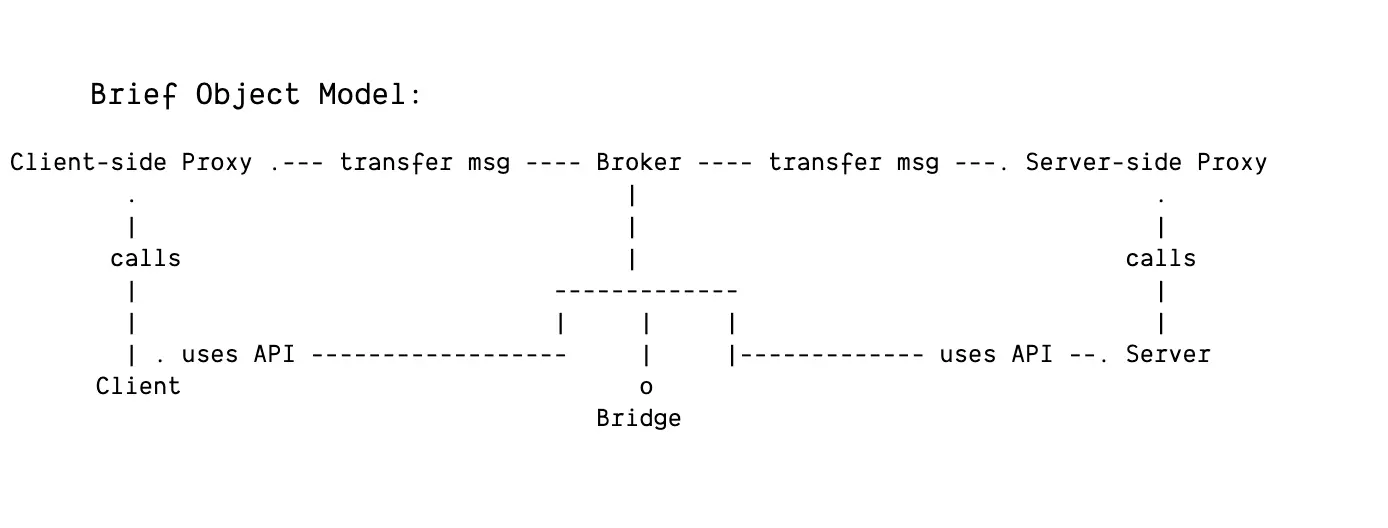 Brief Object Model:
Client-side Proxy .--- transfer msg ---- Broker ---- transfer msg ---. Server-side Proxy
.                                  |                                    .
|                                  |                                    |
calls                               |                                  calls
|                             -------------                             |
|                             |     |     |                             |
| . uses API ------------------     |     |------------- uses API --. Server
Client                                o
Bridge